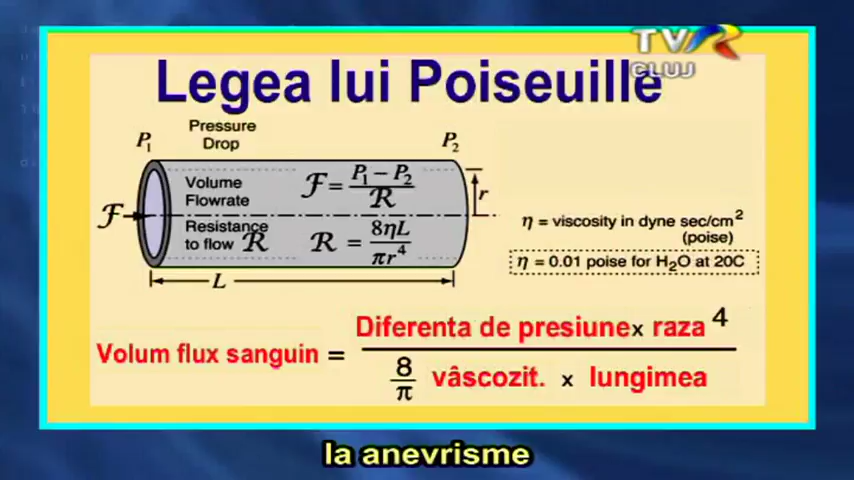 TVR
CLUJ
Legea lui Poiseuille
P₁
Pressure
Drop
P₂
Volume
Flowrate
ℱ = P₁ − P₂ / ℛ
r
ℱ
Resistance
to flow ℛ
ℛ = 8ηL / πr⁴
L
η = viscosity in dyne sec/cm²
(poise)
η = 0.01 poise for H₂O at 20C
Volum flux sanguin =
Diferenta de presiune x raza ⁴
8/π vâscozit. x lungimea
la anevrisme